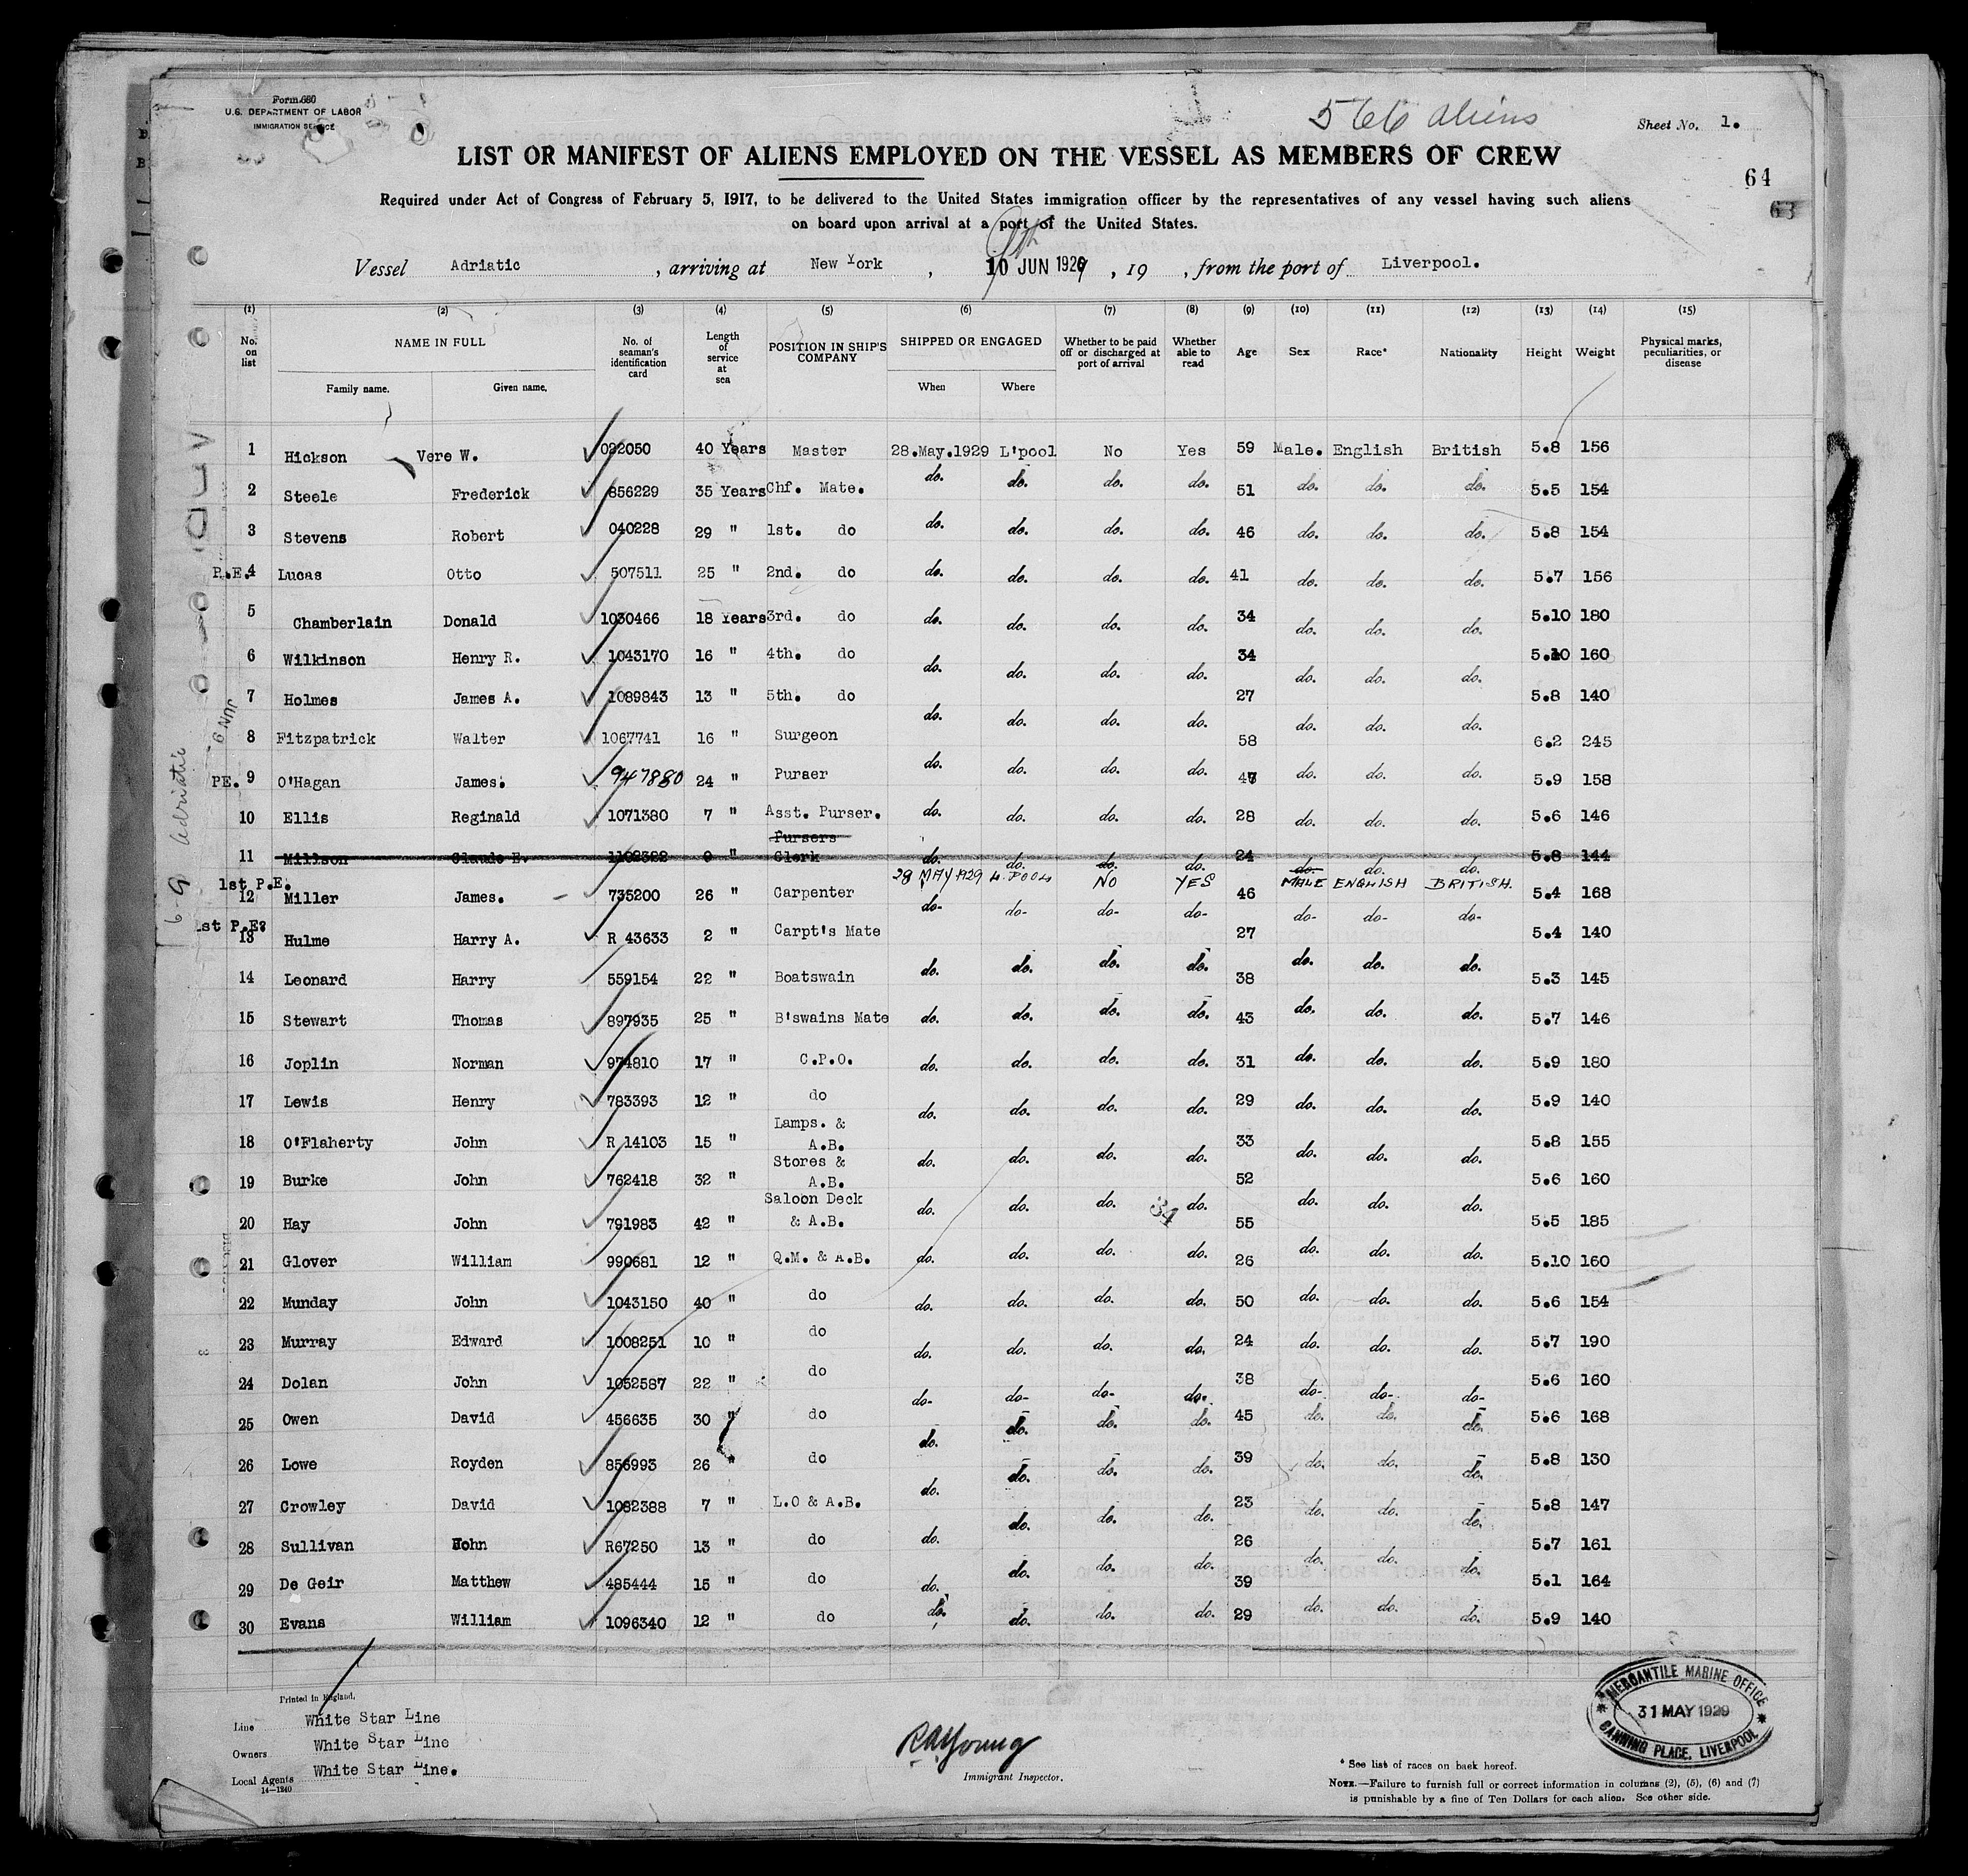 Form 680
U.S. DEPARTMENT OF LABOR
IMMIGRATION SERVICE
566 aliens
Sheet No. 1.
LIST OR MANIFEST OF ALIENS EMPLOYED ON THE VESSEL AS MEMBERS OF CREW
64
63
Required under Act of Congress of February 5, 1917, to be delivered to the United States immigration officer by the representatives of any vessel having such aliens
on board upon arrival at a port of the United States.
Vessel Adriatic, arriving at New York, 10 JUN 1929, 19 , from the port of Liverpool.
(1) (2) (3) (4) (5) (6) (7) (8) (9) (10) (11) (12) (13) (14) (15)
No. on list NAME IN FULL Family name. Given name. No. of seaman's identification card Length of service at sea POSITION IN SHIP'S COMPANY SHIPPED OR ENGAGED When Where Whether to be paid off or discharged at port of arrival Whether able to read Age Sex Race* Nationality Height Weight Physical marks, peculiarities, or disease
1 Hickson Vere W. 022050 40 Years Master 28.May.1929 L'pool No Yes 59 Male. English British 5.8 156
2 Steele Frederick 856229 35 Years Chf. Mate. do. do. do. do. 51 do. do. do. 5.5 154
3 Stevens Robert 040228 29 " 1st. do do. do. do. do. 46 do. do. do. 5.8 154
P.E. 4 Lucas Otto 507511 25 " 2nd. do do. do. do. do. 41 do. do. do. 5.7 156
5 Chamberlain Donald 1030466 18 Years 3rd. do do. do. do. do. 34 do. do. do. 5.10 180
6 Wilkinson Henry R. 1043170 16 " 4th. do do. do. do. do. 34 do. do. do. 5.10 160
7 Holmes James A. 1089843 13 " 5th. do do. do. do. do. 27 do. do. do. 5.8 140
8 Fitzpatrick Walter 1067741 16 " Surgeon do. do. do. do. 58 do. do. do. 6.2 245
PE. 9 O'Hagan James. 947880 24 " Purser do. do. do. do. 47 do. do. do. 5.9 158
10 Ellis Reginald 1071380 7 " Asst. Purser. do. do. do. do. 28 do. do. do. 5.6 146
11 Millson Claude E. 1102322 9 " Pursers Clerk do. do. do. do. 24 do. do. do. 5.8 144
1st P.E. 12 Miller James. 735200 26 " Carpenter 28 MAY 1929 L. POOL NO YES 46 MALE ENGLISH BRITISH. 5.4 168
1st P.E? 13 Hulme Harry A. R 43633 2 " Carpt's Mate do- do- do- do- 27 do- do- do- 5.4 140
14 Leonard Harry 559154 22 " Boatswain do. do. do. do. 38 do. do. do. 5.3 145
15 Stewart Thomas 897935 25 " B'swains Mate do. do. do. do. 43 do. do. do. 5.7 146
16 Joplin Norman 974810 17 " C.P.O. do. do. do. do. 31 do. do. do. 5.9 180
17 Lewis Henry 783393 12 " do do. do. do. do. 29 do. do. do. 5.9 140
18 O'Flaherty John R 14103 15 " Lamps. & A.B. do. do. do. do. 33 do. do. do. 5.8 155
19 Burke John 762418 32 " Stores & A.B. do. do. do. do. 52 do. do. do. 5.6 160
20 Hay John 791983 42 " Saloon Deck & A.B. do. do. do. 34 do. 55 do. do. do. 5.5 185
21 Glover William 990681 12 " Q.M. & A.B. do. do. do. do. 26 do. do. do. 5.10 160
22 Munday John 1043150 40 " do do. do. do. do. 50 do. do. do. 5.6 154
23 Murray Edward 1008251 10 " do do. do. do. do. 24 do. do. do. 5.7 190
24 Dolan John 1052587 22 " do do- do- do- do. 38 do- do- do- 5.6 160
25 Owen David 456635 30 " do do. do. do. do. 45 do. do. do. 5.6 168
26 Lowe Royden 856993 26 " do do. do. do. do. 39 do. do. do. 5.8 130
27 Crowley David 1082388 7 " L.O & A.B. do. do. do. do. 23 do. do. do. 5.8 147
28 Sullivan John R67250 13 " do do. do. do. do. 26 do. do. do. 5.7 161
29 De Geir Matthew 485444 15 " do do. do. do. do. 39 do. do. do. 5.1 164
30 Evans William 1096340 12 " do do. do. do. do. 29 do. do. do. 5.9 140
6-9 Adriatic
9 JUN
Printed in England.
Line White Star Line
Owners White Star Line
Local Agents White Star Line.
14-1240
RA Young
Immigrant Inspector.
MERCANTILE MARINE OFFICE
31 MAY 1929
CANNING PLACE, LIVERPOOL
* See list of races on back hereof.
NOTE.—Failure to furnish full or correct information in columns (2), (5), (6) and (7)
is punishable by a fine of Ten Dollars for each alien. See other side.